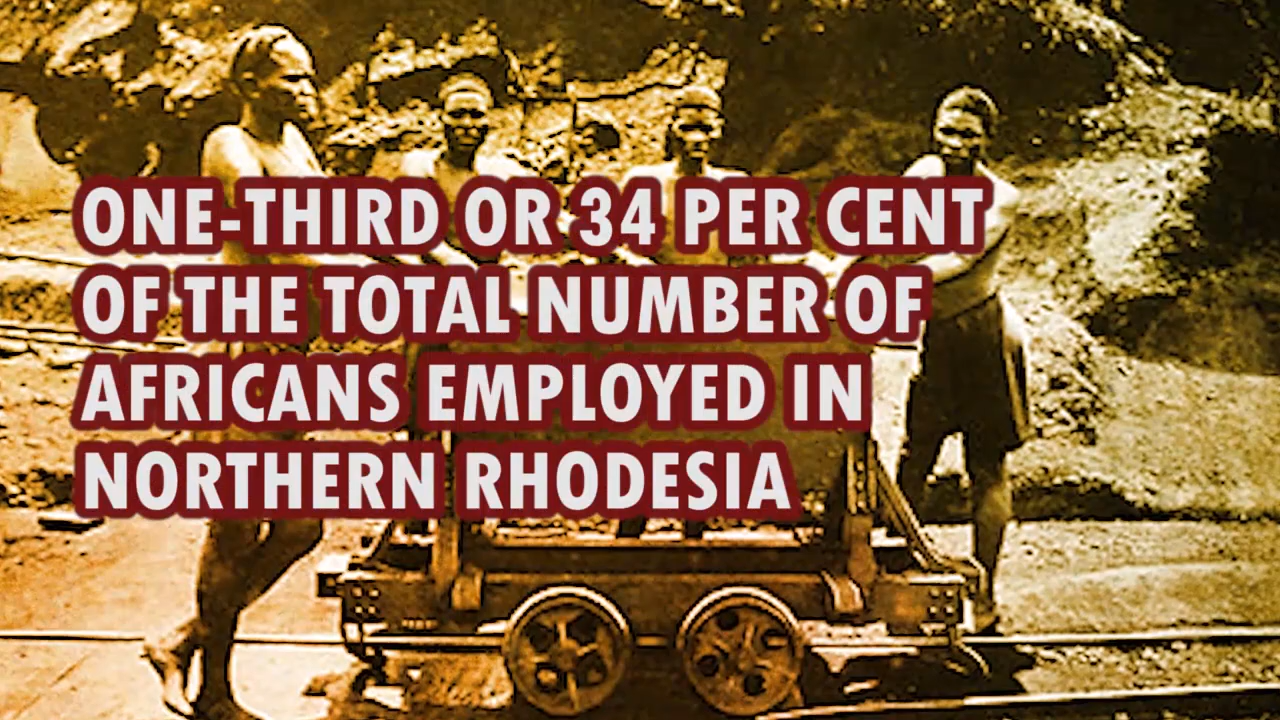 ONE-THIRD OR 34 PER CENT
OF THE TOTAL NUMBER OF
AFRICANS EMPLOYED IN
NORTHERN RHODESIA